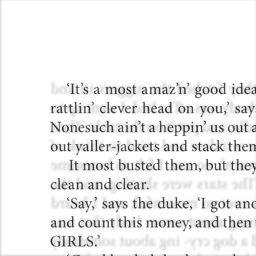 ‘It’s a most amaz’n’ good idea
rattlin’ clever head on you,’ say
Nonesuch ain’t a heppin’ us out a
out yaller-jackets and stack them
It most busted them, but they
clean and clear.
‘Say,’ says the duke, ‘I got ano
and count this money, and then
GIRLS.’